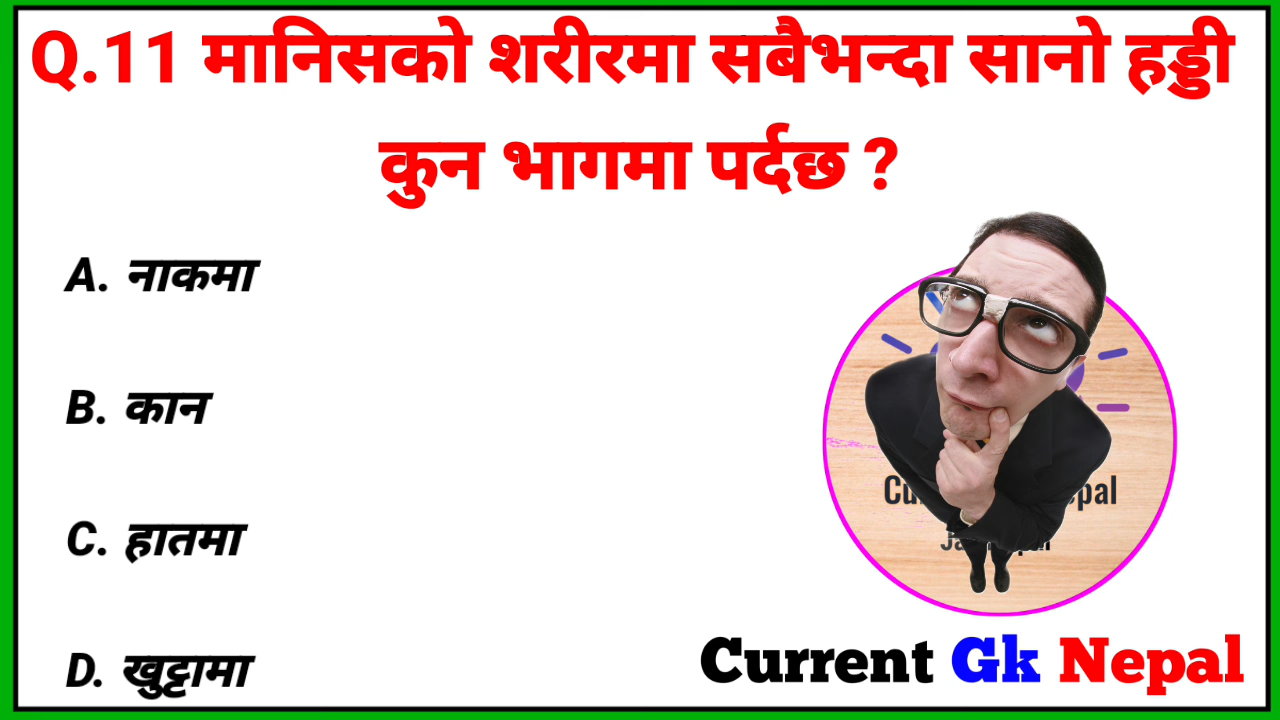 Q.11 मानिसको शरीरमा सबैभन्दा सानो हड्डी
कुन भागमा पर्दछ ?
A. नाकमा
B. कान
C. हातमा
D. खुट्टामा
Current Gk Nepal